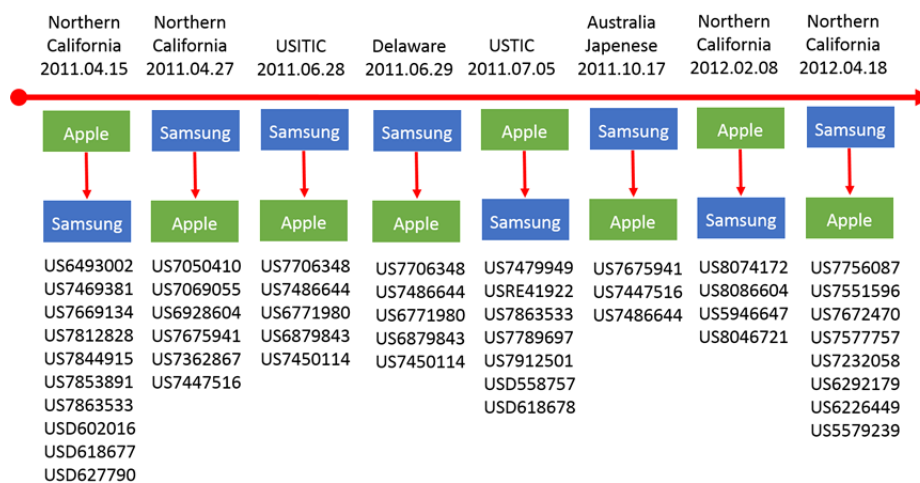 Northern
California
2011.04.15
Northern
California
2011.04.27
USITIC
2011.06.28
Delaware
2011.06.29
USTIC
2011.07.05
Australia
Japenese
2011.10.17
Northern
California
2012.02.08
Northern
California
2012.04.18
Apple
Samsung
Samsung
Samsung
Apple
Samsung
Apple
Samsung
Samsung
Apple
Apple
Apple
Samsung
Apple
Samsung
Apple
US6493002
US7469381
US7669134
US7812828
US7844915
US7853891
US7863533
USD602016
USD618677
USD627790
US7050410
US7069055
US6928604
US7675941
US7362867
US7447516
US7706348
US7486644
US6771980
US6879843
US7450114
US7706348
US7486644
US6771980
US6879843
US7450114
US7479949
USRE41922
US7863533
US7789697
US7912501
USD558757
USD618678
US7675941
US7447516
US7486644
US8074172
US8086604
US5946647
US8046721
US7756087
US7551596
US7672470
US7577757
US7232058
US6292179
US6226449
US5579239